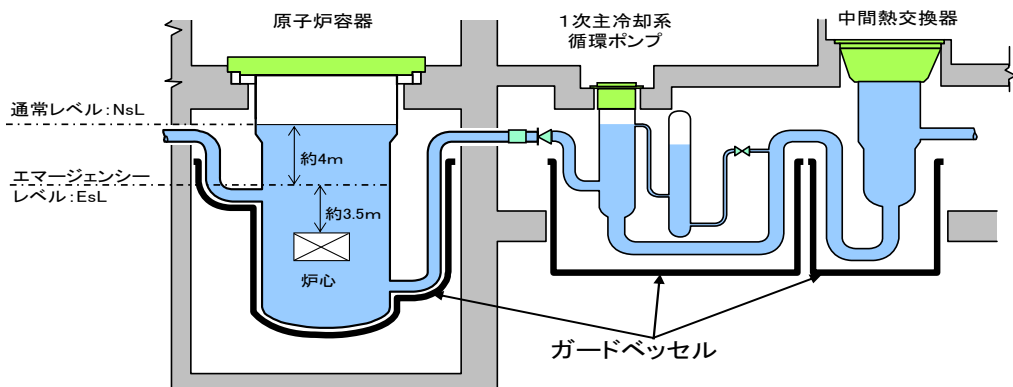 原子炉容器
1次主冷却系
循環ポンプ
中間熱交換器
通常レベル:NsL
約4m
エマージェンシー
レベル:EsL
約3.5m
炉心
ガードベッセル